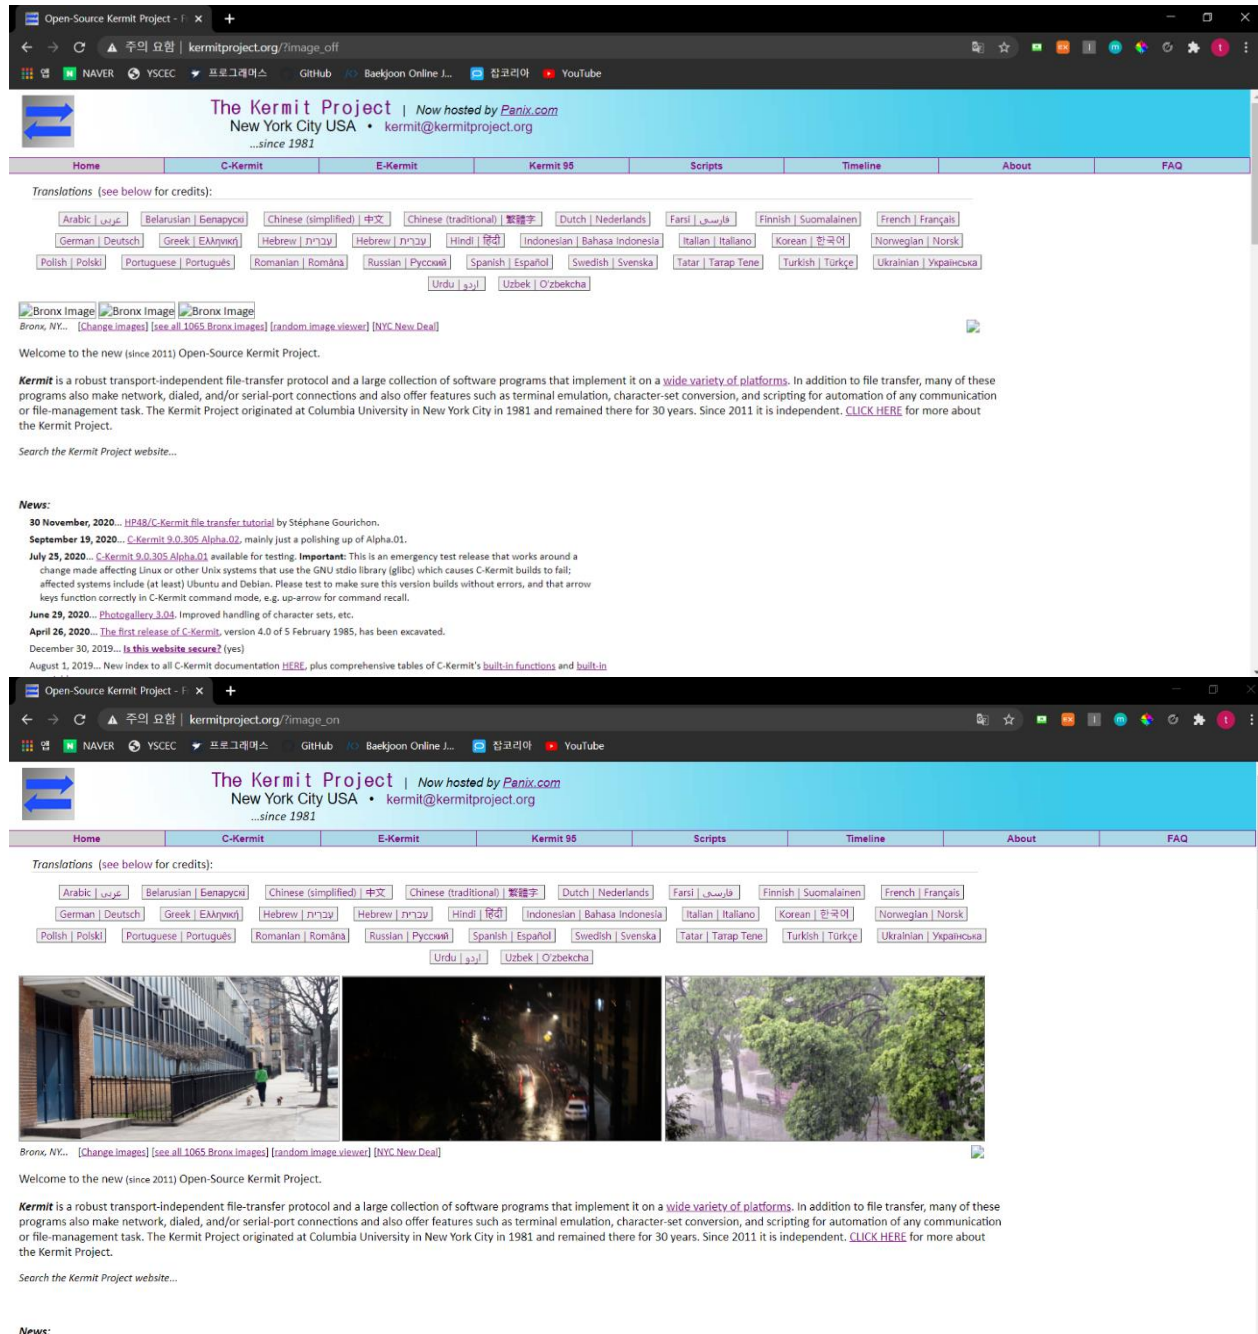 Open-Source Kermit Project - F
주의 요함 | kermitproject.org/?image_off
앱 NAVER YSCEC 프로그래머스 GitHub Baekjoon Online J... 잡코리아 YouTube
The Kermit Project | Now hosted by Panix.com
New York City USA • kermit@kermitproject.org
...since 1981
Home C-Kermit E-Kermit Kermit 95 Scripts Timeline About FAQ
Translations (see below for credits):
Arabic | عربى Belarusian | Беларускі Chinese (simplified) | 中文 Chinese (traditional) | 繁體字 Dutch | Nederlands Farsi | فارسی Finnish | Suomalainen French | Français
German | Deutsch Greek | Ελληνική Hebrew | עברית Hebrew | עברית Hindi | हिंदी Indonesian | Bahasa Indonesia Italian | Italiano Korean | 한국어 Norwegian | Norsk
Polish | Polski Portuguese | Português Romanian | Română Russian | Русский Spanish | Español Swedish | Svenska Tatar | Татар Теле Turkish | Türkçe Ukrainian | Українська
Urdu | اردو Uzbek | O'zbekcha
Bronx Image Bronx Image Bronx Image
Bronx, NY... [Change images] [see all 1065 Bronx images] [random image viewer] [NYC New Deal]
Welcome to the new (since 2011) Open-Source Kermit Project.
Kermit is a robust transport-independent file-transfer protocol and a large collection of software programs that implement it on a wide variety of platforms. In addition to file transfer, many of these
programs also make network, dialed, and/or serial-port connections and also offer features such as terminal emulation, character-set conversion, and scripting for automation of any communication
or file-management task. The Kermit Project originated at Columbia University in New York City in 1981 and remained there for 30 years. Since 2011 it is independent. CLICK HERE for more about
the Kermit Project.
Search the Kermit Project website...
News:
30 November, 2020... HP48/C-Kermit file transfer tutorial by Stéphane Gourichon.
September 19, 2020... C-Kermit 9.0.305 Alpha.02, mainly just a polishing up of Alpha.01.
July 25, 2020... C-Kermit 9.0.305 Alpha.01 available for testing. Important: This is an emergency test release that works around a
change made affecting Linux or other Unix systems that use the GNU stdio library (glibc) which causes C-Kermit builds to fail;
affected systems include (at least) Ubuntu and Debian. Please test to make sure this version builds without errors, and that arrow
keys function correctly in C-Kermit command mode, e.g. up-arrow for command recall.
June 29, 2020... Photogallery 3.04. Improved handling of character sets, etc.
April 26, 2020... The first release of C-Kermit, version 4.0 of 5 February 1985, has been excavated.
December 30, 2019... Is this website secure? (yes)
August 1, 2019... New index to all C-Kermit documentation HERE, plus comprehensive tables of C-Kermit's built-in functions and built-in
Open-Source Kermit Project - F
주의 요함 | kermitproject.org/?image_on
앱 NAVER YSCEC 프로그래머스 GitHub Baekjoon Online J... 잡코리아 YouTube
The Kermit Project | Now hosted by Panix.com
New York City USA • kermit@kermitproject.org
...since 1981
Home C-Kermit E-Kermit Kermit 95 Scripts Timeline About FAQ
Translations (see below for credits):
Arabic | عربى Belarusian | Беларускі Chinese (simplified) | 中文 Chinese (traditional) | 繁體字 Dutch | Nederlands Farsi | فارسی Finnish | Suomalainen French | Français
German | Deutsch Greek | Ελληνική Hebrew | עברית Hebrew | עברית Hindi | हिंदी Indonesian | Bahasa Indonesia Italian | Italiano Korean | 한국어 Norwegian | Norsk
Polish | Polski Portuguese | Português Romanian | Română Russian | Русский Spanish | Español Swedish | Svenska Tatar | Татар Теле Turkish | Türkçe Ukrainian | Українська
Urdu | اردو Uzbek | O'zbekcha
Bronx, NY... [Change images] [see all 1065 Bronx images] [random image viewer] [NYC New Deal]
Welcome to the new (since 2011) Open-Source Kermit Project.
Kermit is a robust transport-independent file-transfer protocol and a large collection of software programs that implement it on a wide variety of platforms. In addition to file transfer, many of these
programs also make network, dialed, and/or serial-port connections and also offer features such as terminal emulation, character-set conversion, and scripting for automation of any communication
or file-management task. The Kermit Project originated at Columbia University in New York City in 1981 and remained there for 30 years. Since 2011 it is independent. CLICK HERE for more about
the Kermit Project.
Search the Kermit Project website...
News: